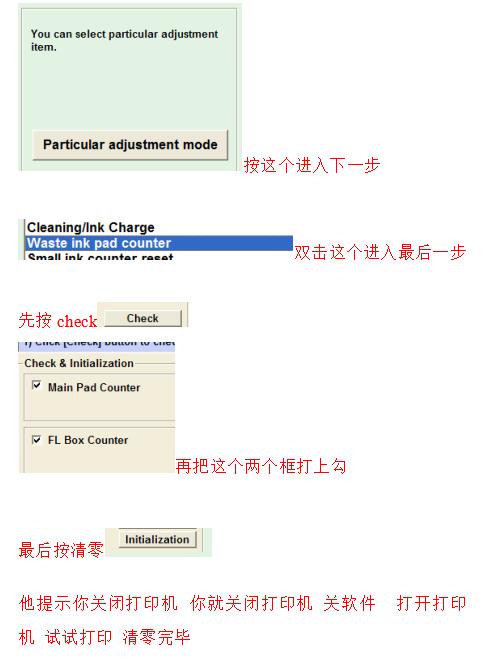 You can select particular adjustment
item.
Particular adjustment mode 按这个进入下一步
Cleaning/Ink Charge
Waste ink pad counter 双击这个进入最后一步
Small ink counter reset
先按 check Check
1) Click [Check] button to chec
Check & Initialization
Main Pad Counter
FL Box Counter
再把这个两个框打上勾
最后按清零 Initialization
他提示你关闭打印机 你就关闭打印机 关软件 打开打印
机 试试打印 清零完毕